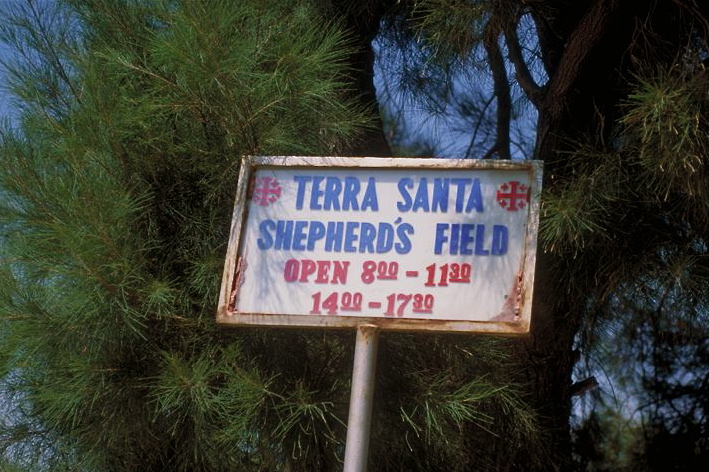 TERRA SANTA
SHEPHERD'S FIELD
OPEN 8⁰⁰ - 11³⁰
14⁰⁰ - 17³⁰